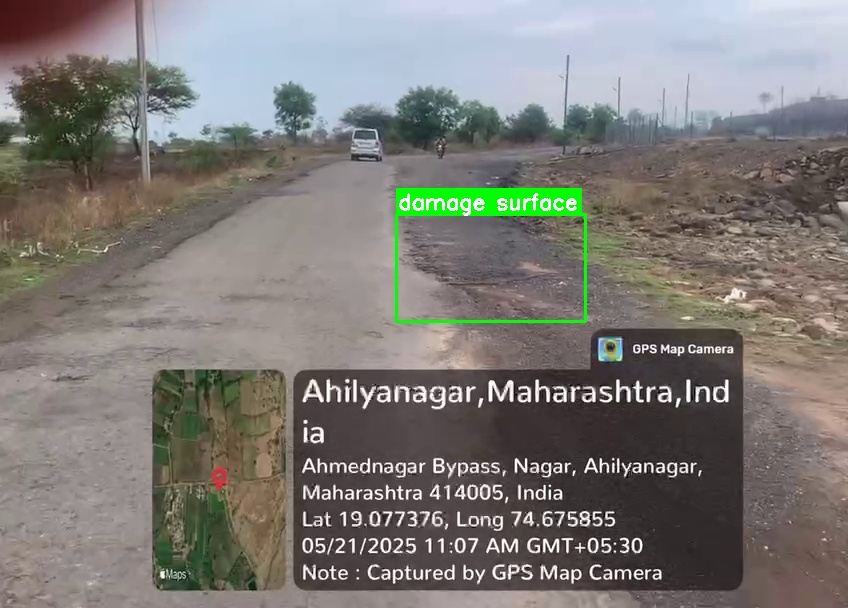 damage surface
GPS Map Camera
Ahilyanagar,Maharashtra,Ind
ia
Ahmednagar Bypass, Nagar, Ahilyanagar,
Maharashtra 414005, India
Lat 19.077376, Long 74.675855
05/21/2025 11:07 AM GMT+05:30
Note : Captured by GPS Map Camera
Maps